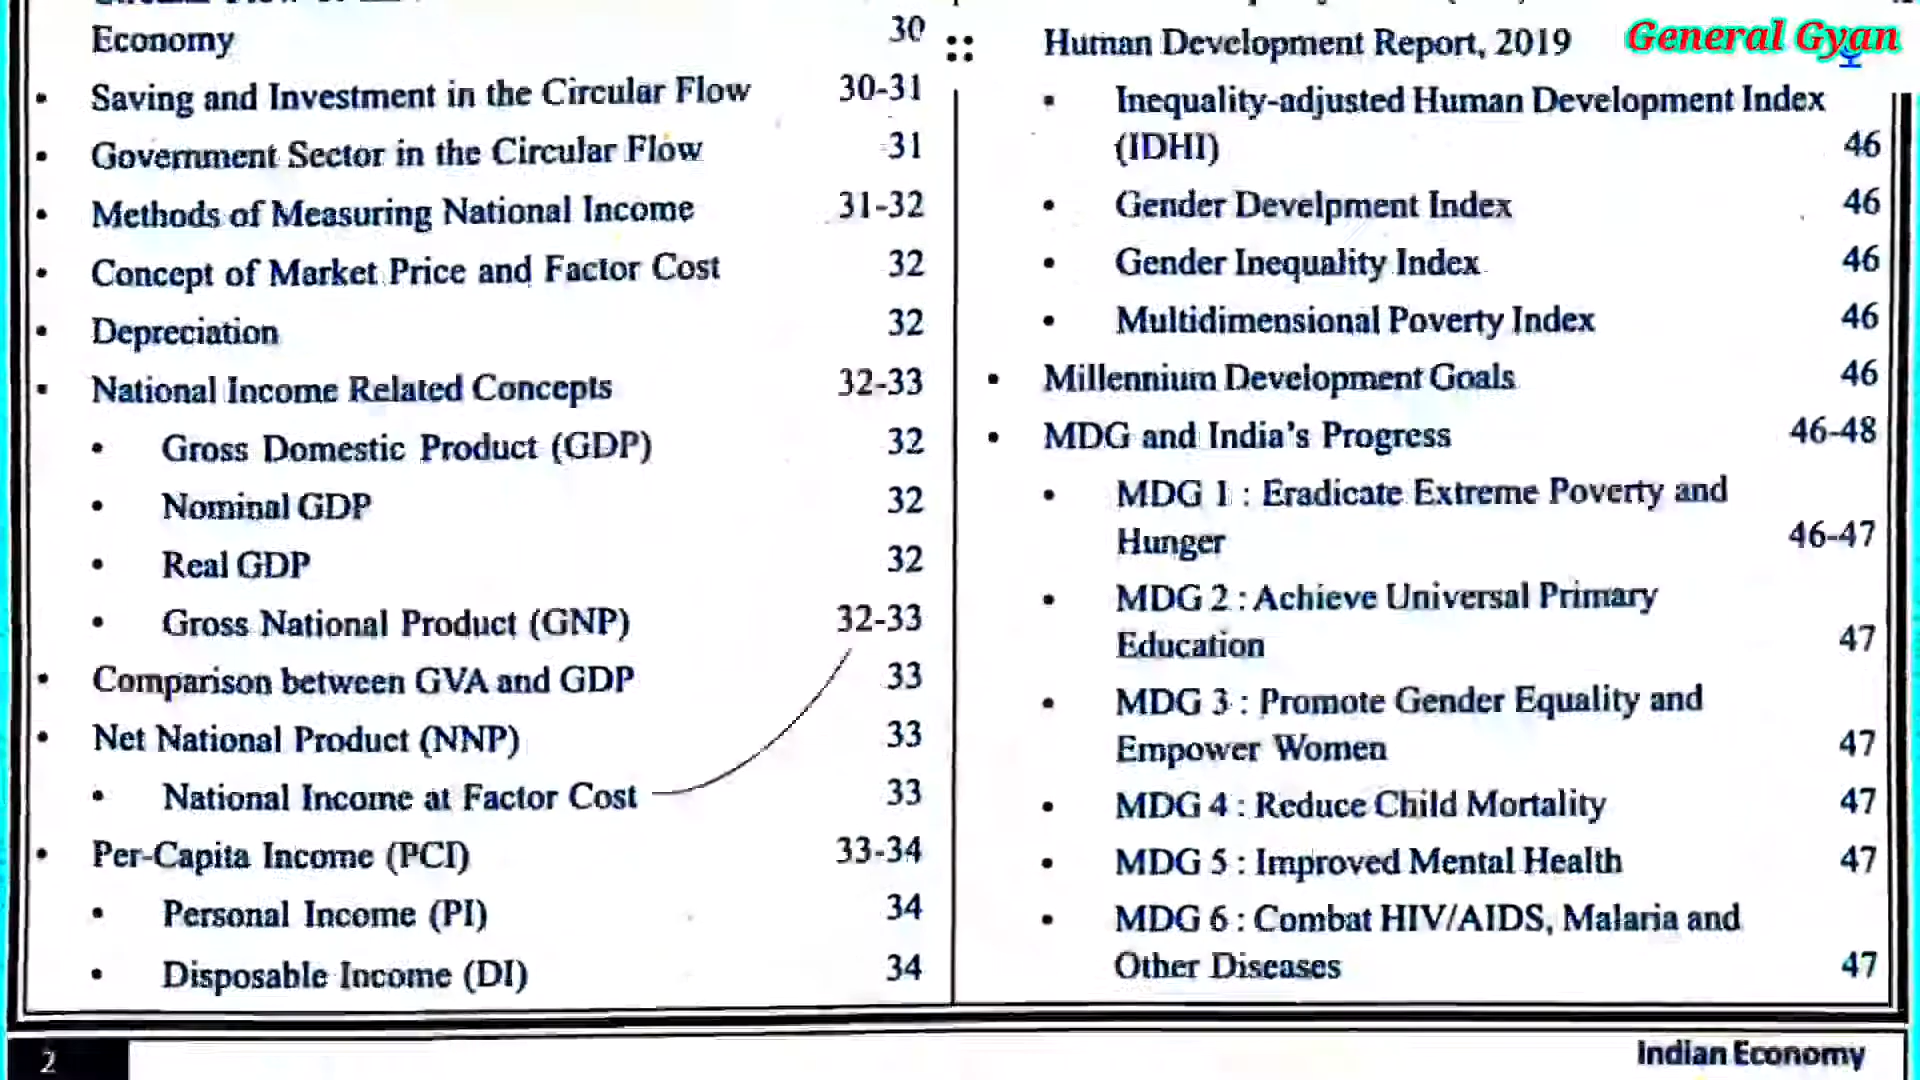 Economy 30
• Saving and Investment in the Circular Flow 30-31
• Government Sector in the Circular Flow 31
• Methods of Measuring National Income 31-32
• Concept of Market Price and Factor Cost 32
• Depreciation 32
• National Income Related Concepts 32-33
• Gross Domestic Product (GDP) 32
• Nominal GDP 32
• Real GDP 32
• Gross National Product (GNP) 32-33
• Comparison between GVA and GDP 33
• Net National Product (NNP) 33
• National Income at Factor Cost 33
• Per-Capita Income (PCI) 33-34
• Personal Income (PI) 34
• Disposable Income (DI) 34
Human Development Report, 2019
• Inequality-adjusted Human Development Index
(IDHI) 46
• Gender Develpment Index 46
• Gender Inequality Index 46
• Multidimensional Poverty Index 46
• Millennium Development Goals 46
• MDG and India's Progress 46-48
• MDG 1 : Eradicate Extreme Poverty and
Hunger 46-47
• MDG 2 : Achieve Universal Primary
Education 47
• MDG 3 : Promote Gender Equality and
Empower Women 47
• MDG 4 : Reduce Child Mortality 47
• MDG 5 : Improved Mental Health 47
• MDG 6 : Combat HIV/AIDS, Malaria and
Other Diseases 47
General Gyan
2
Indian Economy